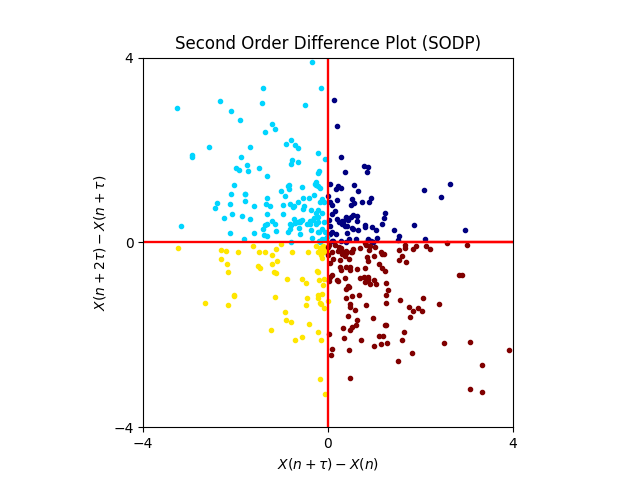 Second Order Difference Plot (SODP)
4
X(n + 2τ) − X(n + τ)
0
−4
−4 0 4
X(n + τ) − X(n)